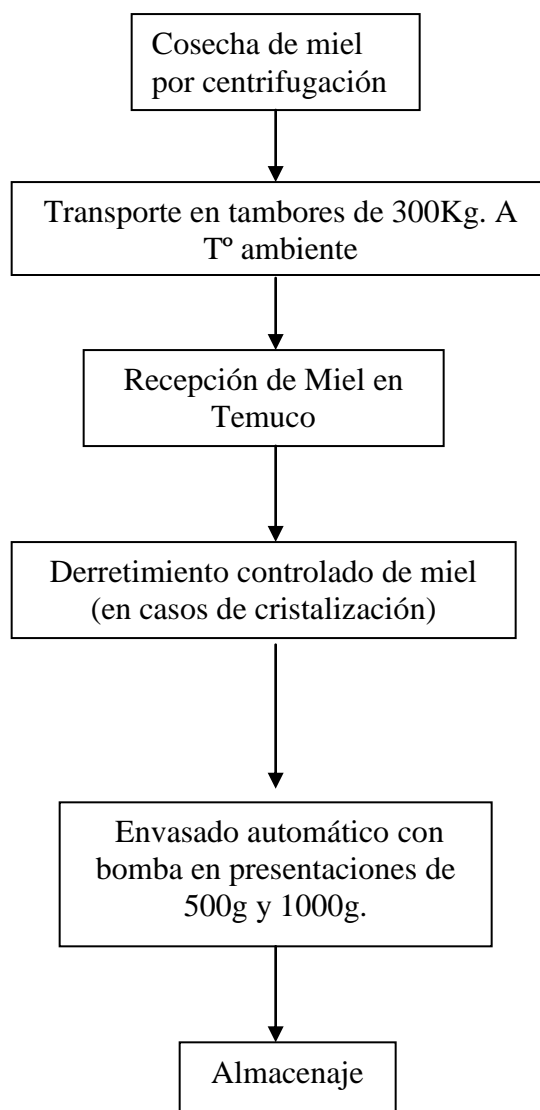 Cosecha de miel
por centrifugación
Transporte en tambores de 300Kg. A
Tº ambiente
Recepción de Miel en
Temuco
Derretimiento controlado de miel
(en casos de cristalización)
Envasado automático con
bomba en presentaciones de
500g y 1000g.
Almacenaje